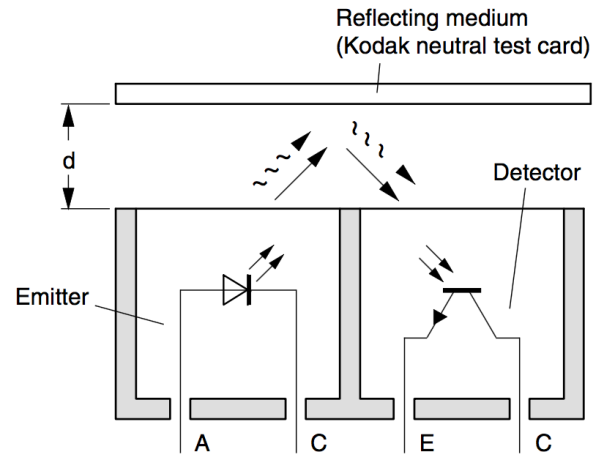 Reflecting medium
(Kodak neutral test card)
d
Detector
Emitter
A C E C